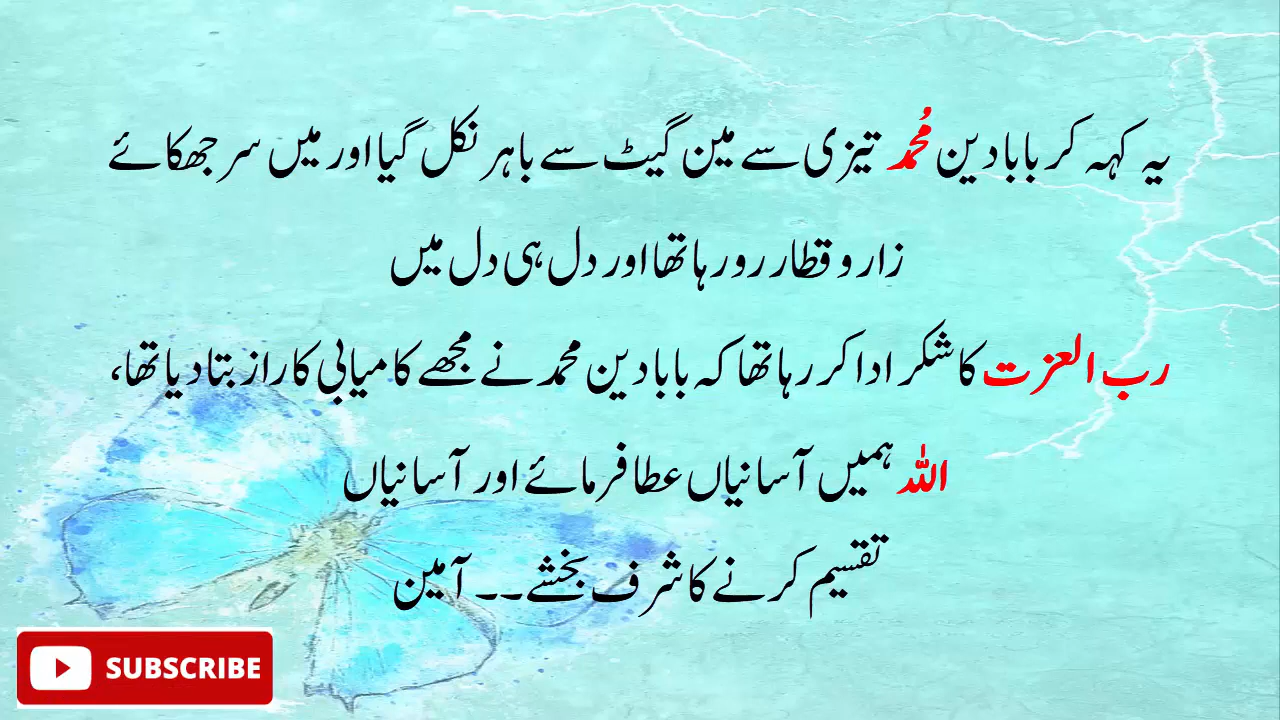 یہ کہہ کر بابا دین مُحمد تیزی سے مین گیٹ سے باہر نکل گیا اور میں سر جھکائے
زار و قطار رو رہا تھا اور دل ہی دل میں
رب العزت کا شکر ادا کر رہا تھا کہ بابا دین محمد نے مجھے کامیابی کا راز بتا دیا تھا،
اللہ ہمیں آسانیاں عطا فرمائے اور آسانیاں
تقسیم کرنے کا شرف بخشے۔۔ آمین
SUBSCRIBE